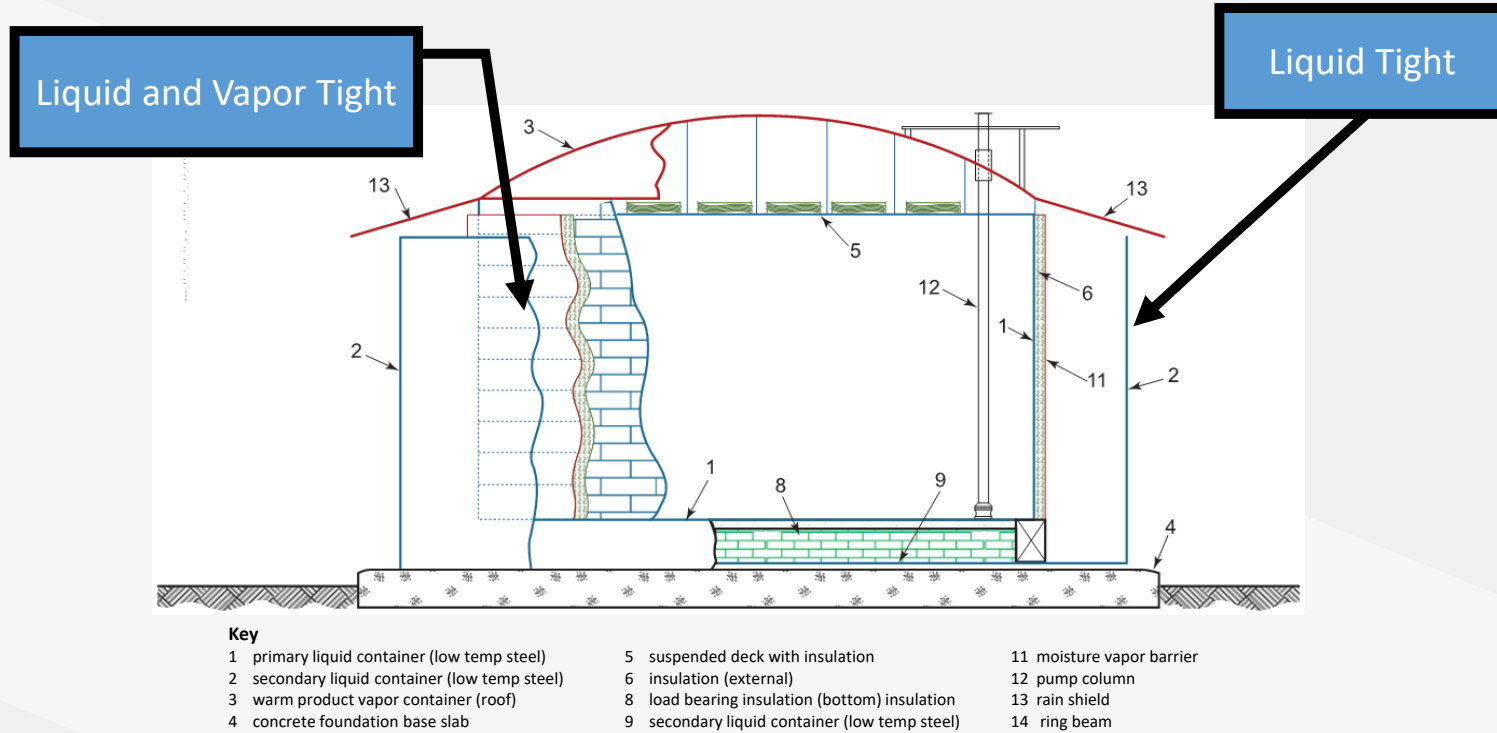 Liquid and Vapor Tight
Liquid Tight
3
13
13
5
6
12
1
2
11
2
1
8
9
4
Key
1 primary liquid container (low temp steel)
2 secondary liquid container (low temp steel)
3 warm product vapor container (roof)
4 concrete foundation base slab
5 suspended deck with insulation
6 insulation (external)
8 load bearing insulation (bottom) insulation
9 secondary liquid container (low temp steel)
11 moisture vapor barrier
12 pump column
13 rain shield
14 ring beam